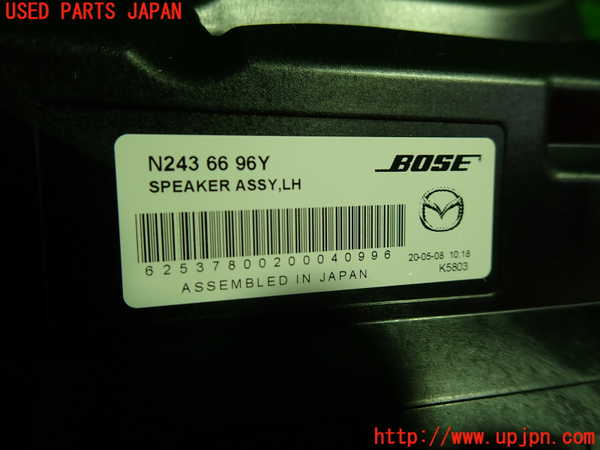 USED PARTS JAPAN
N243 66 96Y
BOSE
SPEAKER ASSY,LH
62537800200040996
20-05-08 10:18
ASSEMBLED IN JAPAN
K5803
http://www.upjpn.com/